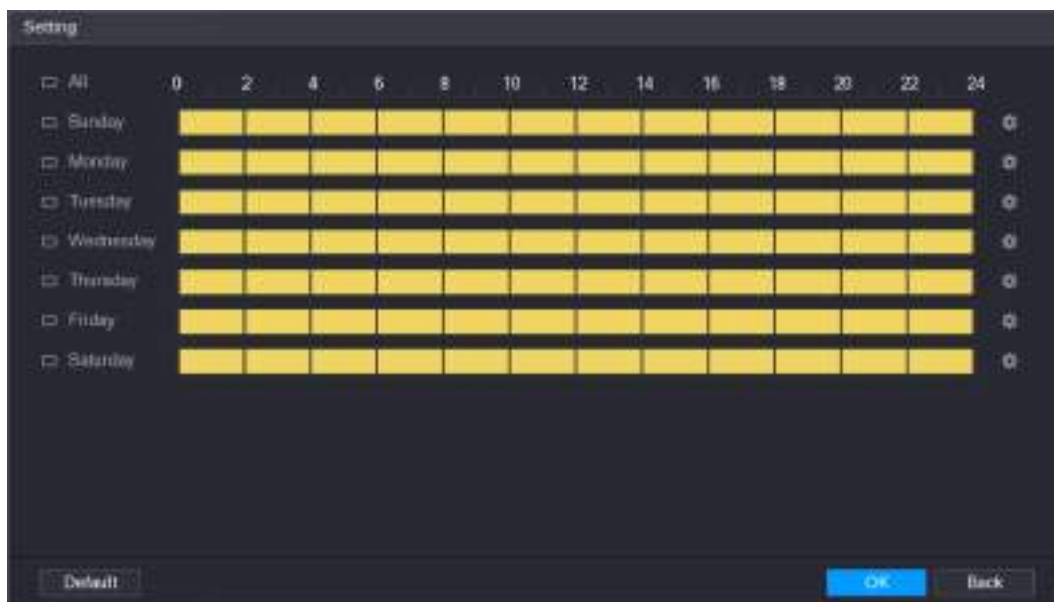 Setting
All 0 2 4 6 8 10 12 14 16 18 20 22 24
Sunday
Monday
Tuesday
Wednesday
Thursday
Friday
Saturday
Default OK Back